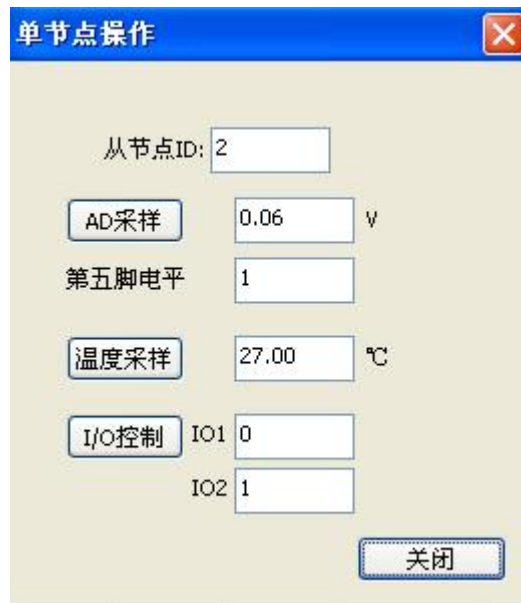 单节点操作
从节点ID: 2
AD采样 0.06 V
第五脚电平 1
温度采样 27.00 ℃
I/O控制 IO1 0
IO2 1
关闭